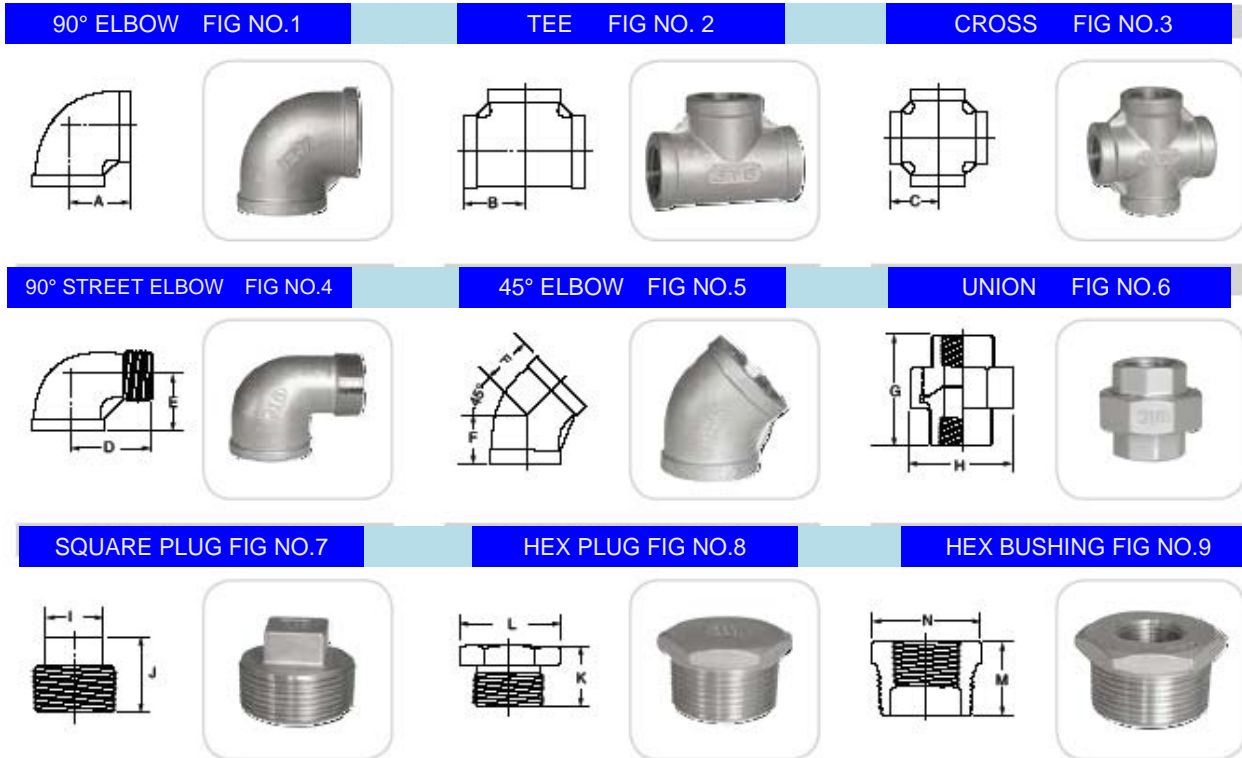 90° ELBOW FIG NO.1
TEE FIG NO. 2
CROSS FIG NO.3
A
B
C
90° STREET ELBOW FIG NO.4
45° ELBOW FIG NO.5
UNION FIG NO.6
D
E
F
45°
F
G
H
SQUARE PLUG FIG NO.7
HEX PLUG FIG NO.8
HEX BUSHING FIG NO.9
I
J
L
K
N
M